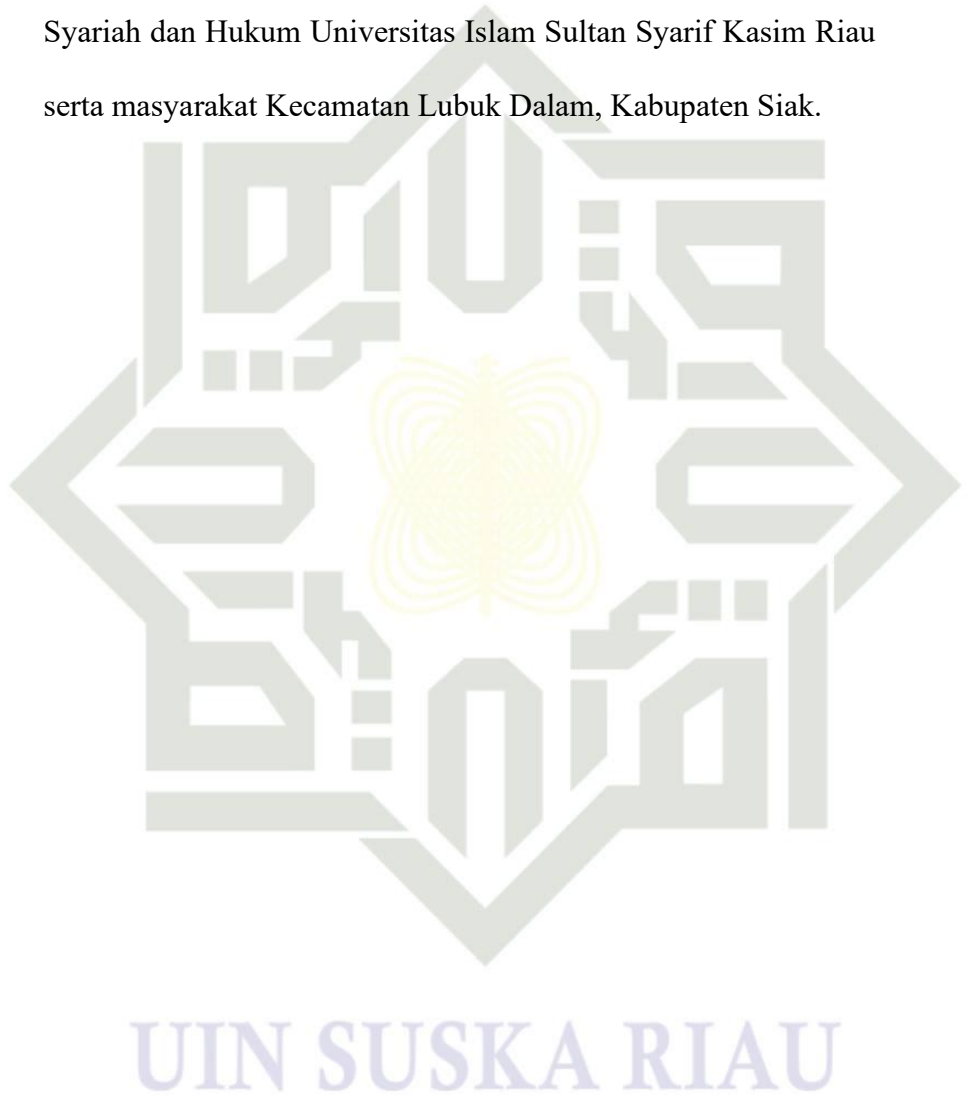 Syariah dan Hukum Universitas Islam Sultan Syarif Kasim Riau
serta masyarakat Kecamatan Lubuk Dalam, Kabupaten Siak.
UIN SUSKA RIAU